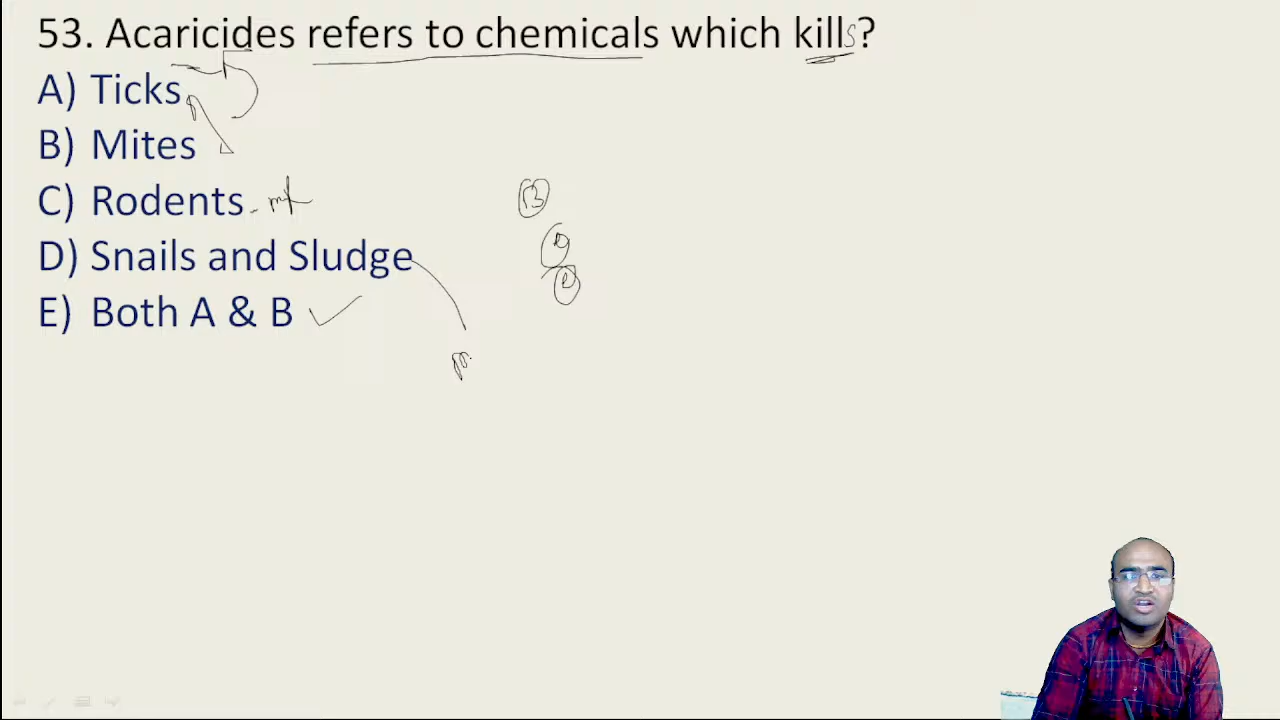 53. Acaricides refers to chemicals which kills?
A) Ticks
B) Mites
C) Rodents
D) Snails and Sludge
E) Both A & B